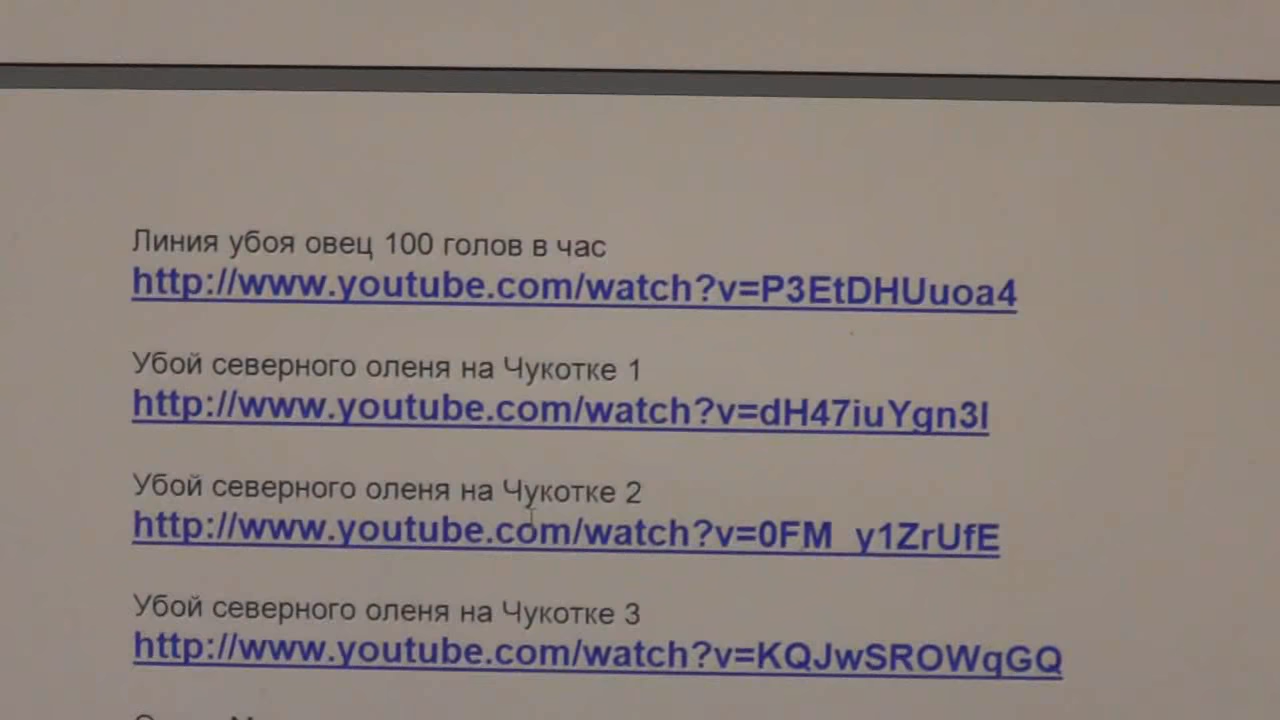 Линия убоя овец 100 голов в час
http://www.youtube.com/watch?v=P3EtDHUuoa4
Убой северного оленя на Чукотке 1
http://www.youtube.com/watch?v=dH47iuYgn3I
Убой северного оленя на Чукотке 2
http://www.youtube.com/watch?v=0FM_y1ZrUfE
Убой северного оленя на Чукотке 3
http://www.youtube.com/watch?v=KQJwSROWqGQ